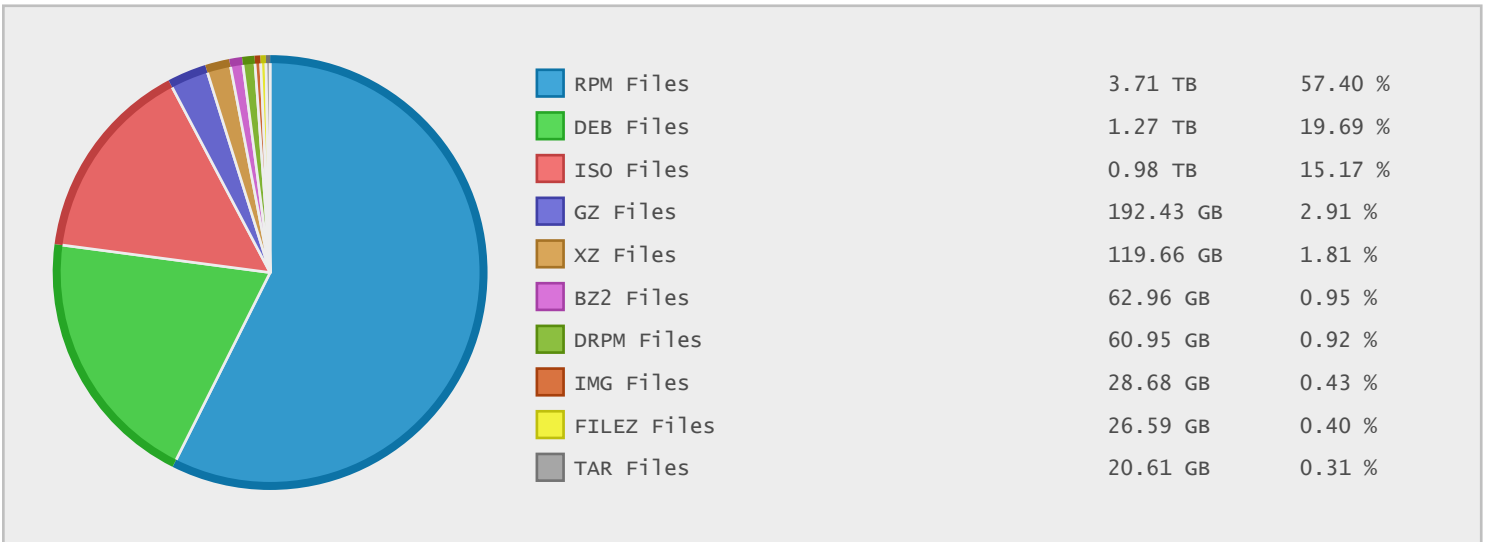 RPM Files 3.71 TB 57.40 %
DEB Files 1.27 TB 19.69 %
ISO Files 0.98 TB 15.17 %
GZ Files 192.43 GB 2.91 %
XZ Files 119.66 GB 1.81 %
BZ2 Files 62.96 GB 0.95 %
DRPM Files 60.95 GB 0.92 %
IMG Files 28.68 GB 0.43 %
FILEZ Files 26.59 GB 0.40 %
TAR Files 20.61 GB 0.31 %